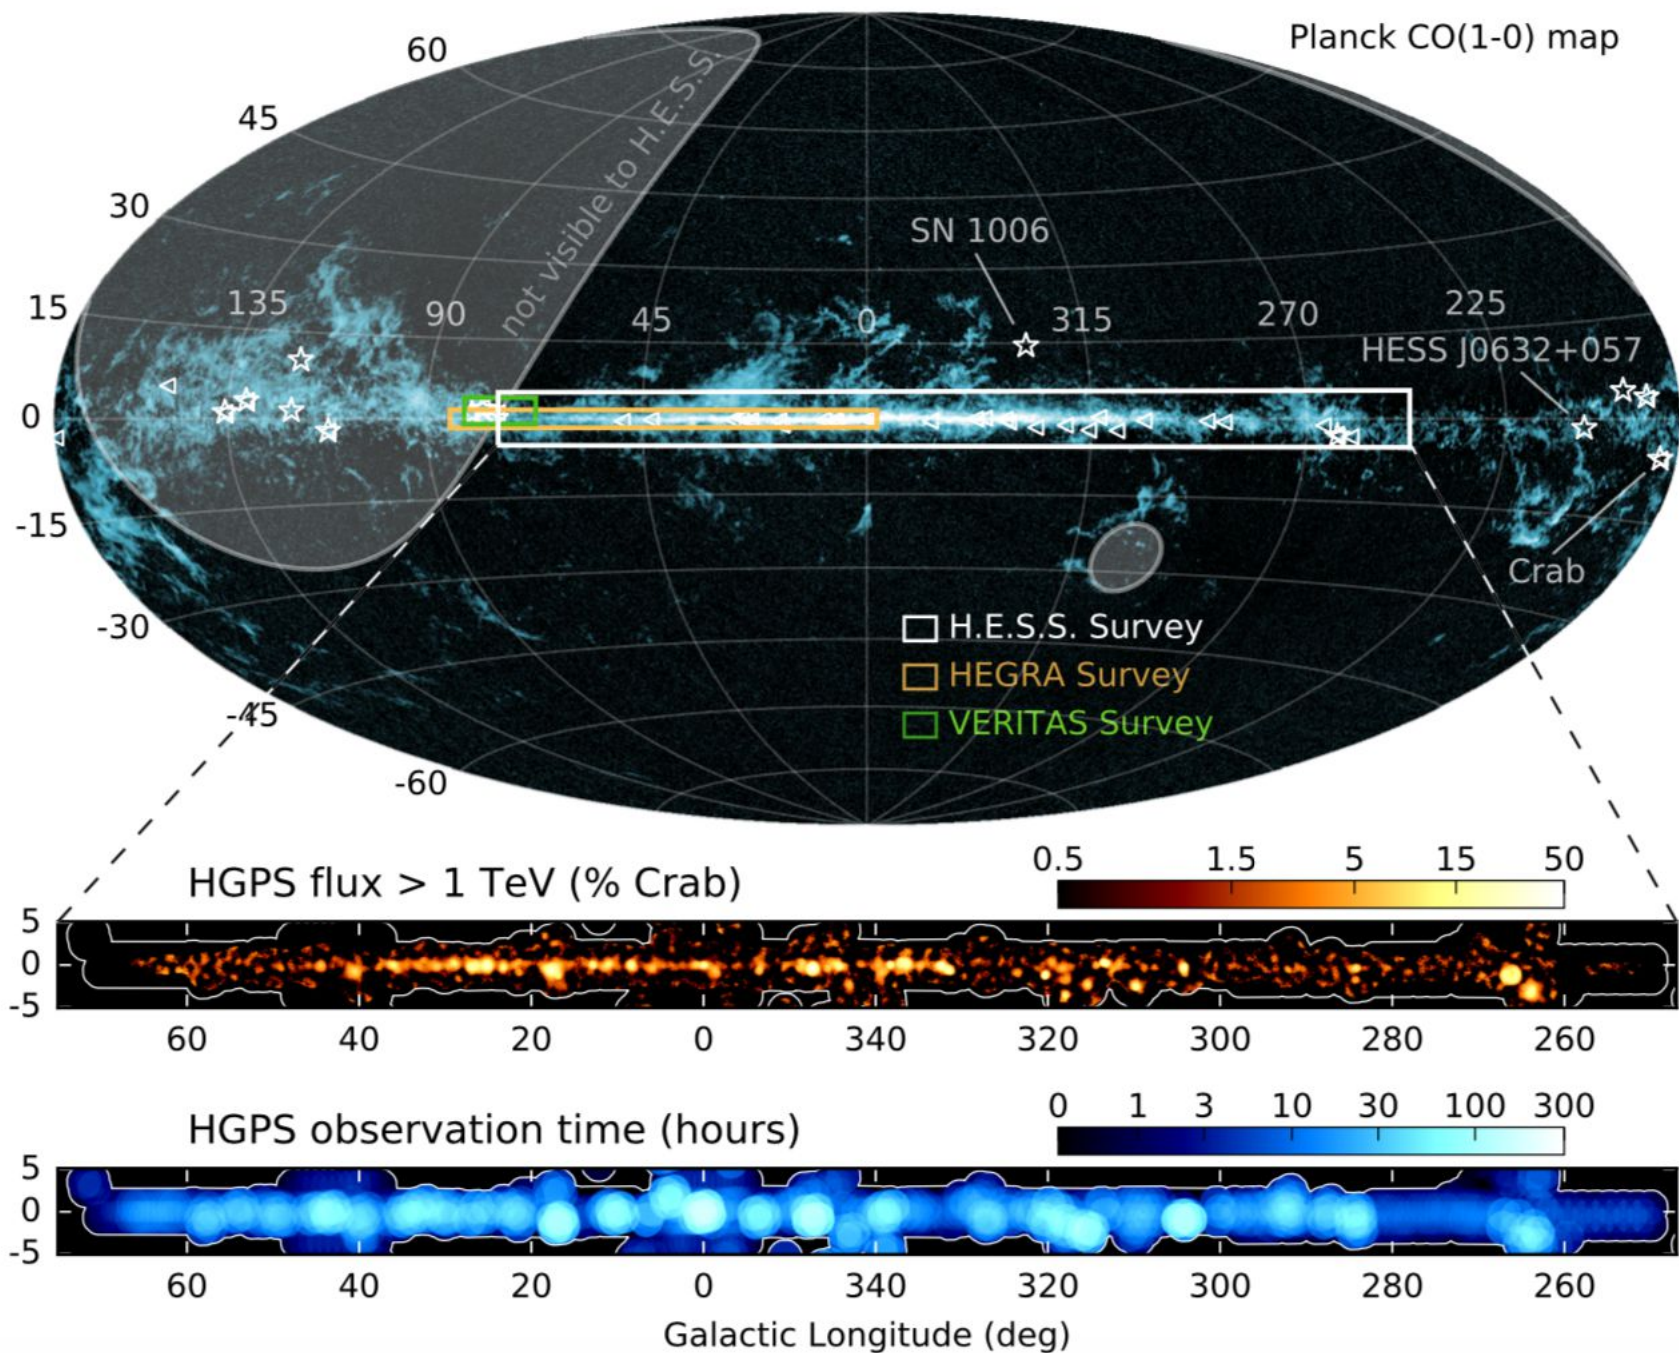 Planck CO(1-0) map
60
45
30
15
0
-15
-30
-45
-60
not visible to H.E.S.S.
135
90
45
0
315
270
225
SN 1006
HESS J0632+057
Crab
H.E.S.S. Survey
HEGRA Survey
VERITAS Survey
HGPS flux > 1 TeV (% Crab)
0.5 1.5 5 15 50
5
0
-5
60 40 20 0 340 320 300 280 260
HGPS observation time (hours)
0 1 3 10 30 100 300
5
0
-5
60 40 20 0 340 320 300 280 260
Galactic Longitude (deg)